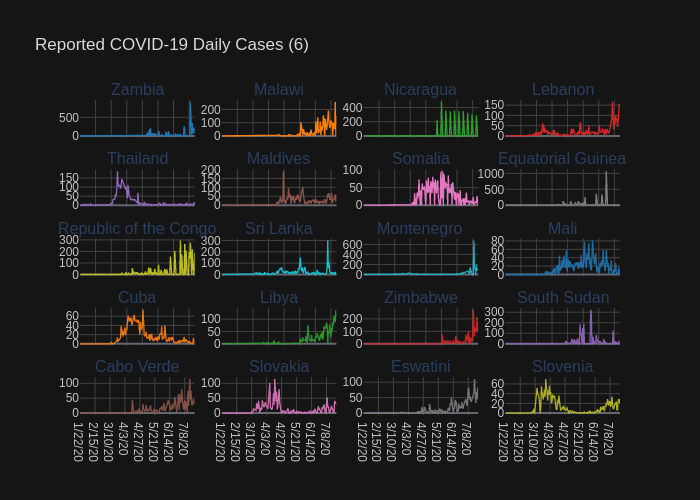 Reported COVID-19 Daily Cases (6)
Zambia Malawi Nicaragua Lebanon
500 0 200 100 0 400 200 0 150 100 50 0
Thailand Maldives Somalia Equatorial Guinea
150 100 50 0 200 150 100 50 0 100 50 0 1000 500 0
Republic of the Congo Sri Lanka Montenegro Mali
300 200 100 0 300 200 100 0 600 400 200 0 80 60 40 20 0
Cuba Libya Zimbabwe South Sudan
60 40 20 0 100 50 0 200 100 0 300 200 100 0
Cabo Verde Slovakia Eswatini Slovenia
100 50 0 100 50 0 100 50 0 60 40 20 0
1/22/20 2/15/20 3/10/20 4/3/20 4/27/20 5/21/20 6/14/20 7/8/20 1/22/20 2/15/20 3/10/20 4/3/20 4/27/20 5/21/20 6/14/20 7/8/20 1/22/20 2/15/20 3/10/20 4/3/20 4/27/20 5/21/20 6/14/20 7/8/20 1/22/20 2/15/20 3/10/20 4/3/20 4/27/20 5/21/20 6/14/20 7/8/20